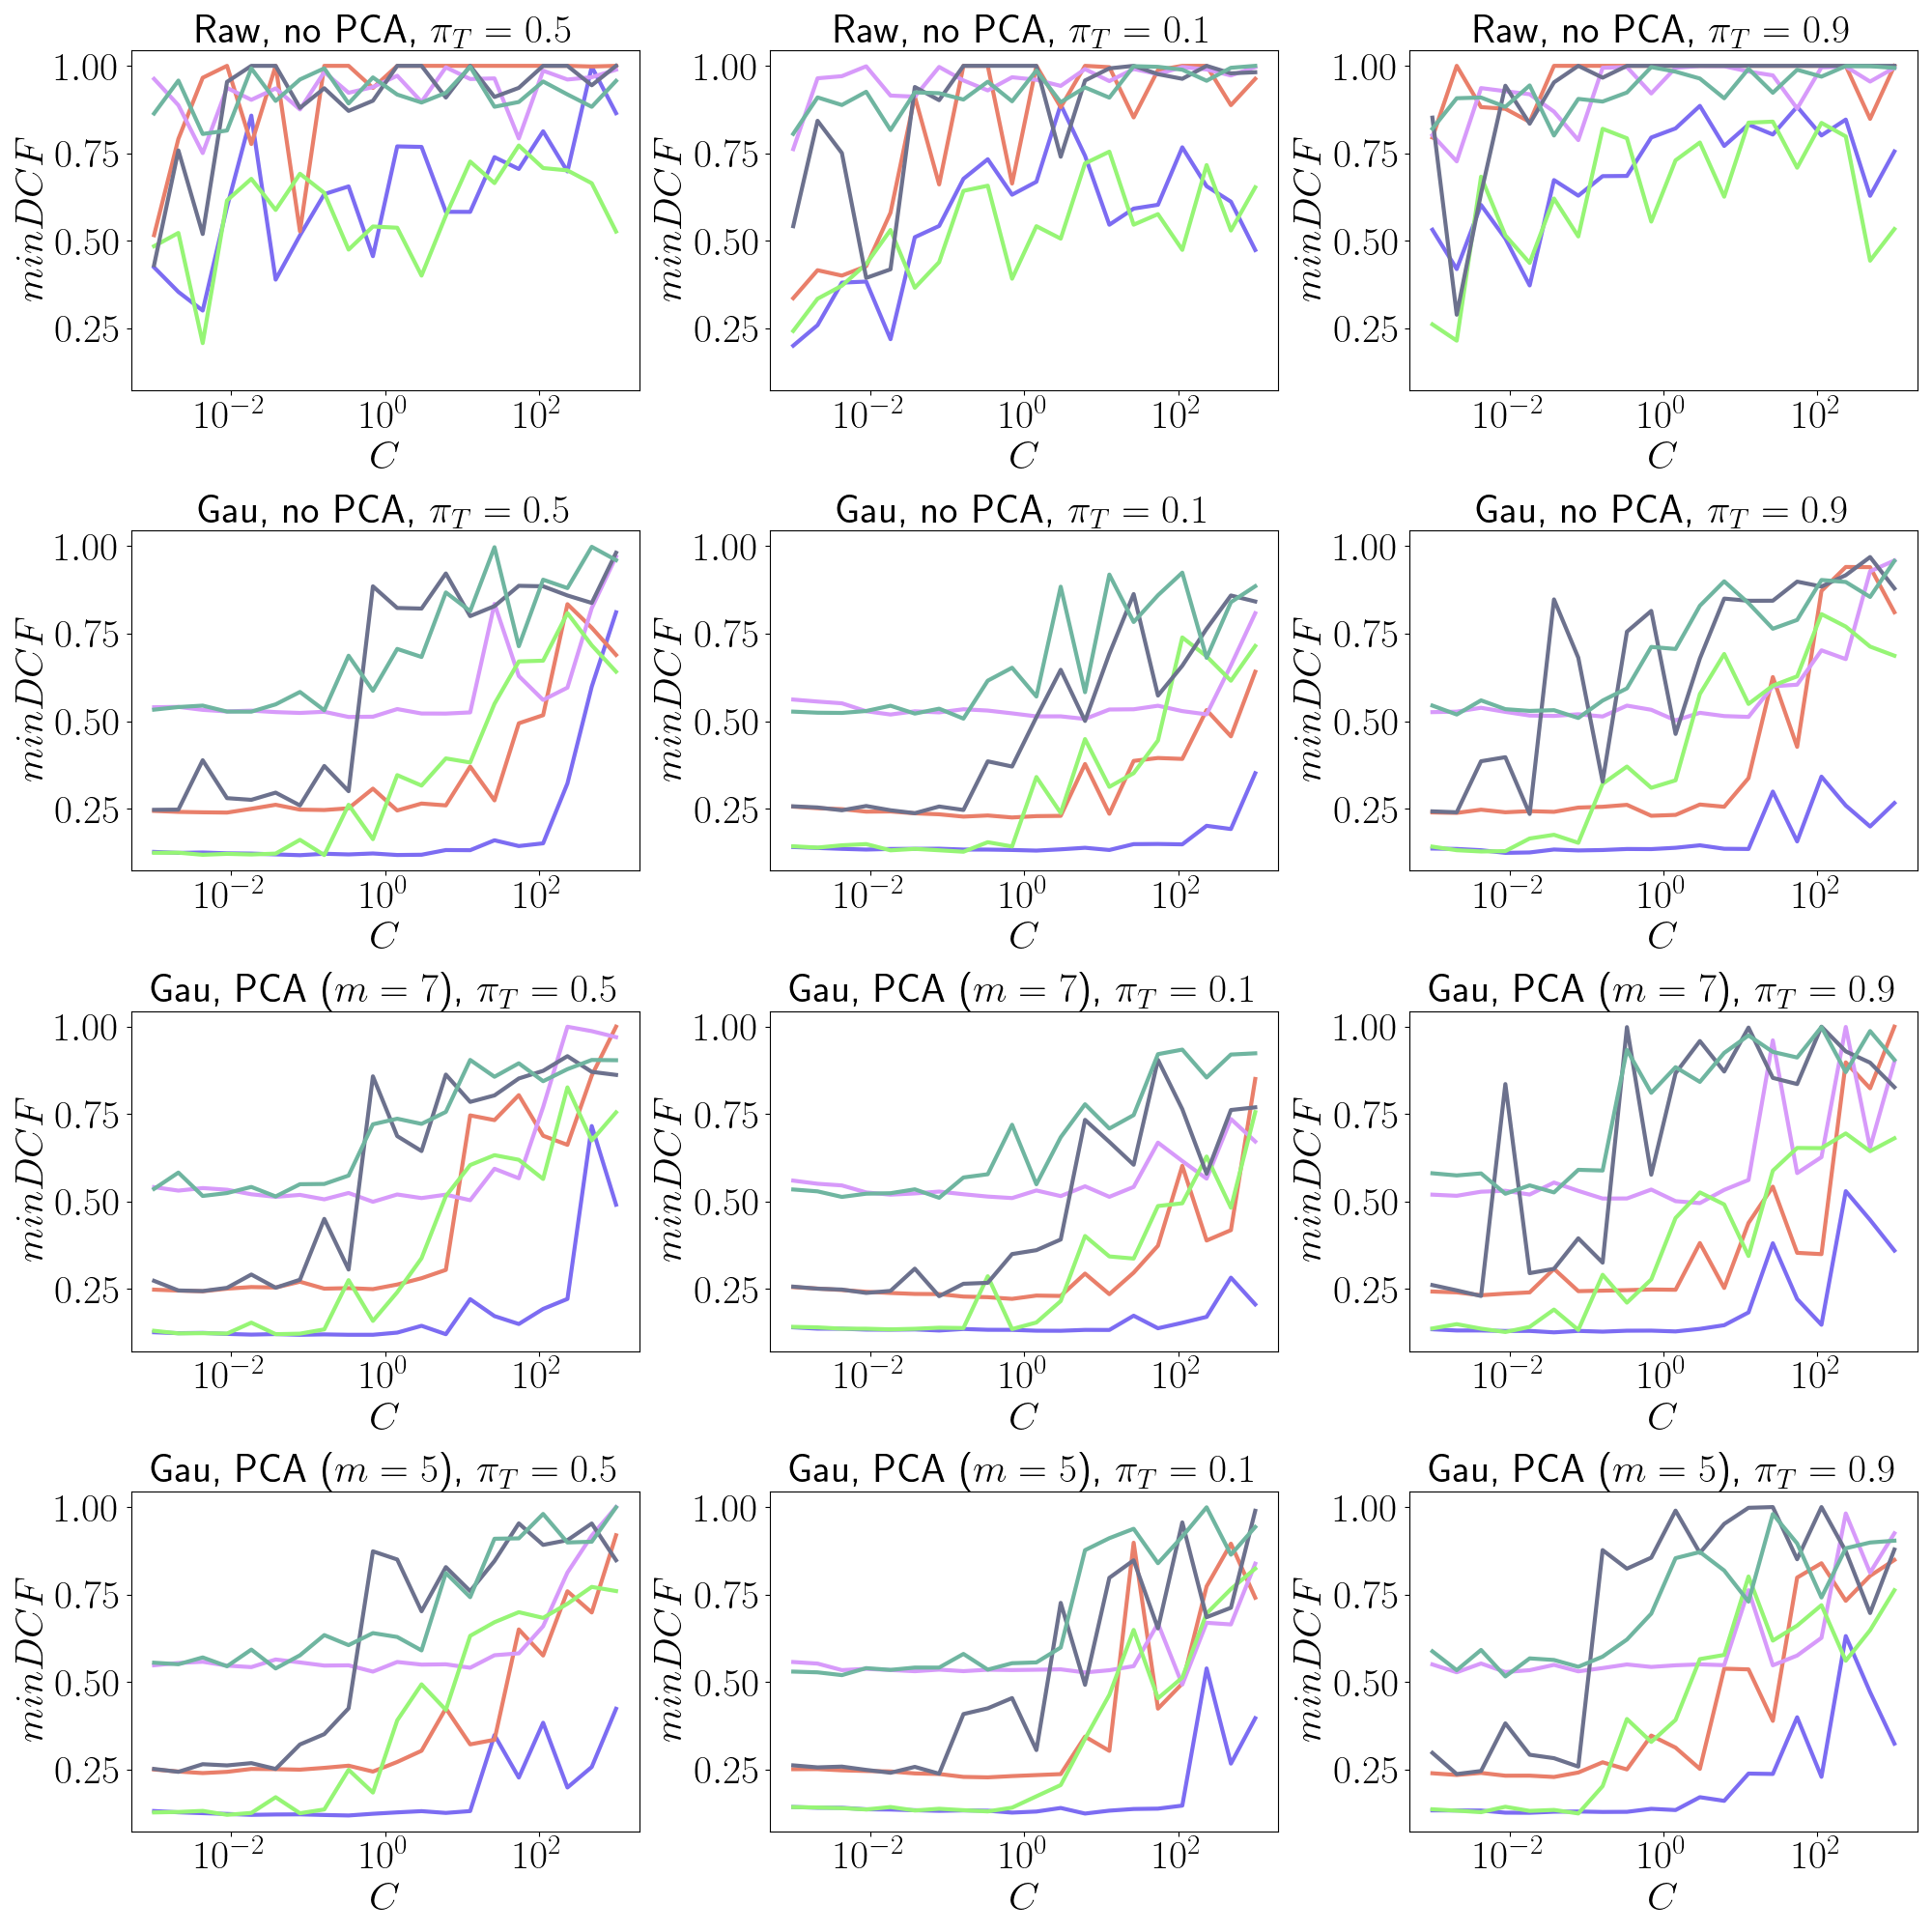 Raw, no PCA, $\pi_T = 0.5$
minDCF
1.00
0.75
0.50
0.25
$10^{-2}$ $10^{0}$ $10^{2}$
C
Raw, no PCA, $\pi_T = 0.1$
minDCF
1.00
0.75
0.50
0.25
$10^{-2}$ $10^{0}$ $10^{2}$
C
Raw, no PCA, $\pi_T = 0.9$
minDCF
1.00
0.75
0.50
0.25
$10^{-2}$ $10^{0}$ $10^{2}$
C
Gau, no PCA, $\pi_T = 0.5$
minDCF
1.00
0.75
0.50
0.25
$10^{-2}$ $10^{0}$ $10^{2}$
C
Gau, no PCA, $\pi_T = 0.1$
minDCF
1.00
0.75
0.50
0.25
$10^{-2}$ $10^{0}$ $10^{2}$
C
Gau, no PCA, $\pi_T = 0.9$
minDCF
1.00
0.75
0.50
0.25
$10^{-2}$ $10^{0}$ $10^{2}$
C
Gau, PCA ($m = 7$), $\pi_T = 0.5$
minDCF
1.00
0.75
0.50
0.25
$10^{-2}$ $10^{0}$ $10^{2}$
C
Gau, PCA ($m = 7$), $\pi_T = 0.1$
minDCF
1.00
0.75
0.50
0.25
$10^{-2}$ $10^{0}$ $10^{2}$
C
Gau, PCA ($m = 7$), $\pi_T = 0.9$
minDCF
1.00
0.75
0.50
0.25
$10^{-2}$ $10^{0}$ $10^{2}$
C
Gau, PCA ($m = 5$), $\pi_T = 0.5$
minDCF
1.00
0.75
0.50
0.25
$10^{-2}$ $10^{0}$ $10^{2}$
C
Gau, PCA ($m = 5$), $\pi_T = 0.1$
minDCF
1.00
0.75
0.50
0.25
$10^{-2}$ $10^{0}$ $10^{2}$
C
Gau, PCA ($m = 5$), $\pi_T = 0.9$
minDCF
1.00
0.75
0.50
0.25
$10^{-2}$ $10^{0}$ $10^{2}$
C